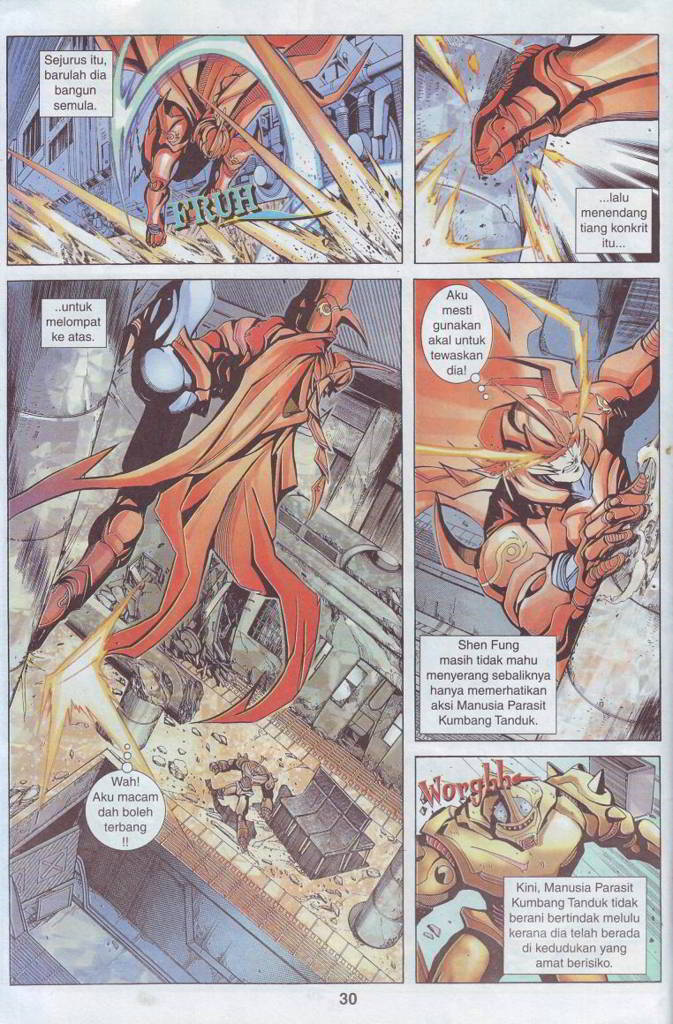 Sejurus itu,
barulah dia
bangun
semula.
TRUH
...lalu
menendang
tiang konkrit
itu...
..untuk
melompat
ke atas.
Wah!
Aku macam
dah boleh
terbang
!!
Aku
mesti
gunakan
akal untuk
tewaskan
dia!
Shen Fung
masih tidak mahu
menyerang sebaliknya
hanya memerhatikan
aksi Manusia Parasit
Kumbang Tanduk.
Worghh
Kini, Manusia Parasit
Kumbang Tanduk tidak
berani bertindak melulu
kerana dia telah berada
di kedudukan yang
amat berisiko.
30